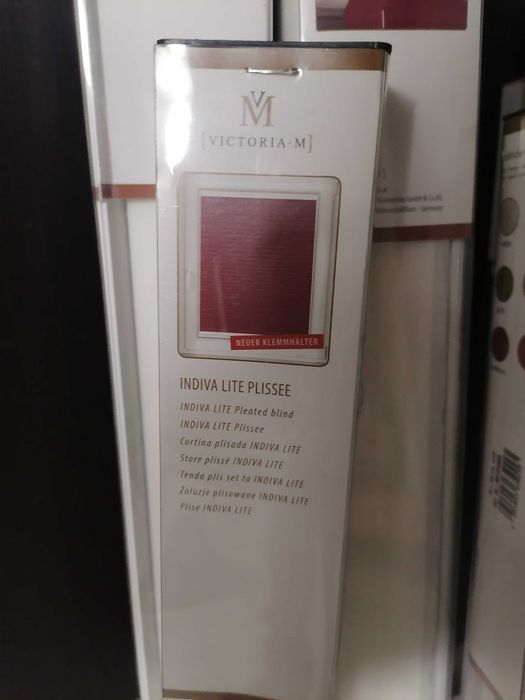 VM
[VICTORIA·M]
NEUER KLEMMHALTER
INDIVA LITE PLISSEE
INDIVA LITE Pleated blind
INDIVA LITE Plissee
Cortina plisada INDIVA LITE
Store plissé INDIVA LITE
Tenda plis set ta INDIVA LITE
Żaluzje plisowane INDIVA LITE
Plise INDIVA LITE